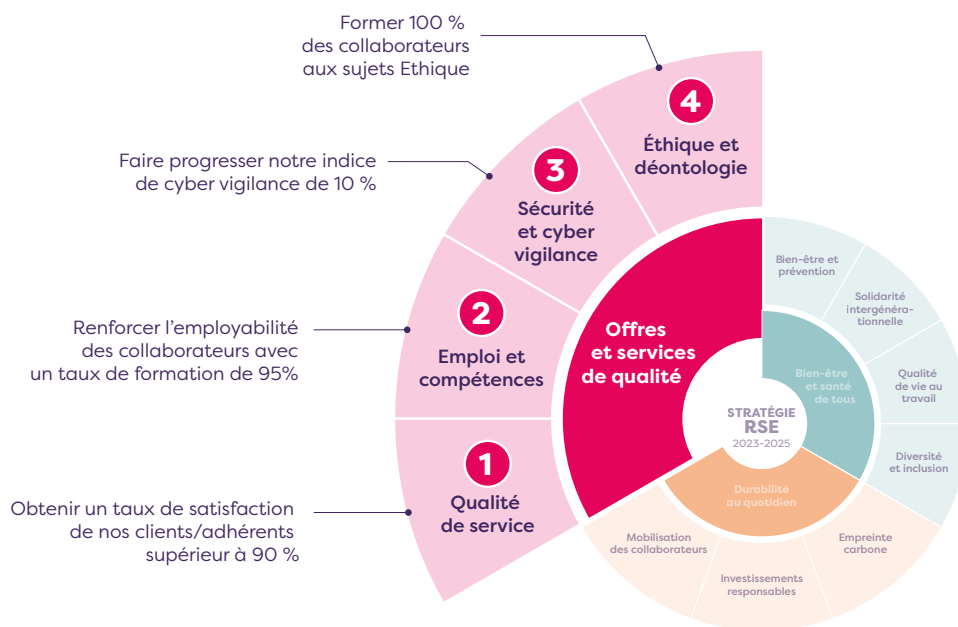 Former 100 %
des collaborateurs
aux sujets Ethique
4
Éthique et
déontologie
Faire progresser notre indice
de cyber vigilance de 10 %
3
Sécurité
et cyber
vigilance
Renforcer l’employabilité
des collaborateurs avec
un taux de formation de 95%
2
Emploi et
compétences
Obtenir un taux de satisfaction
de nos clients/adhérents
supérieur à 90 %
1
Qualité
de service
Offres
et services
de qualité
STRATÉGIE
RSE
2023-2025
Bien-être
et santé
de tous
Bien-être et
prévention
Solidarité
intergénéra-
tionnelle
Qualité
de vie au
travail
Diversité
et inclusion
Durabilité
au quotidien
Empreinte
carbone
Investissements
responsables
Mobilisation
des collaborateurs